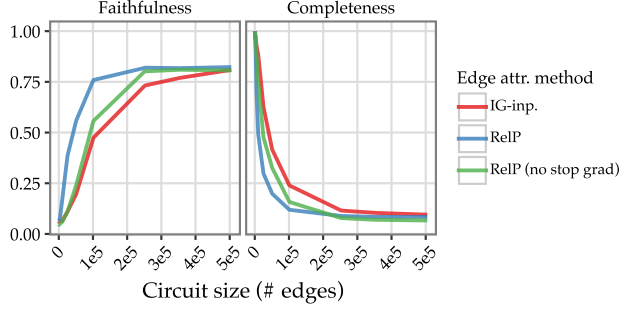 Faithfulness Completeness
1.00
0.75
0.50
0.25
0.00
0 1e5 2e5 3e5 4e5 5e5 0 1e5 2e5 3e5 4e5 5e5
Circuit size (# edges)
Edge attr. method
IG-inp.
RelP
RelP (no stop grad)